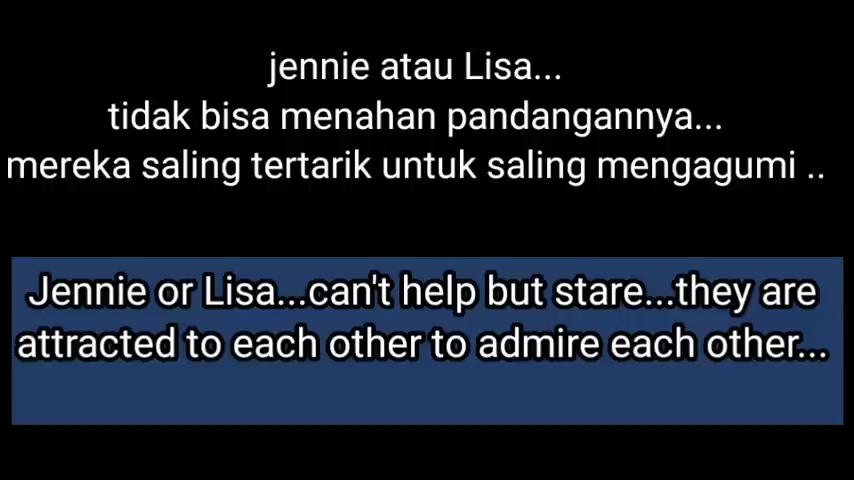 jennie atau Lisa...
tidak bisa menahan pandangannya...
mereka saling tertarik untuk saling mengagumi ..
Jennie or Lisa...can't help but stare...they are
attracted to each other to admire each other...